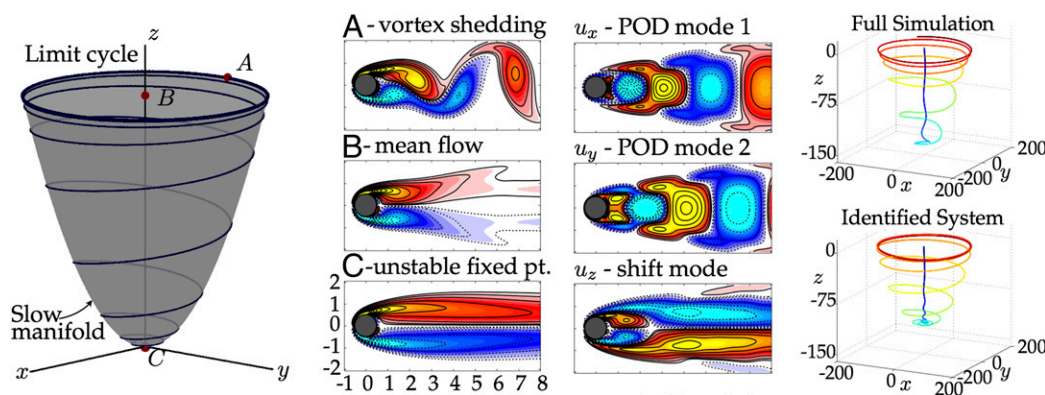 z
Limit cycle
A
B
Slow
manifold
C
x
y
A - vortex shedding
B - mean flow
C -unstable fixed pt.
2
1
0
-1
-2
-1 0 1 2 3 4 5 6 7 8
u_x - POD mode 1
u_y - POD mode 2
u_z - shift mode
Full Simulation
0
z
-75
-150
-200
0
x
200
-200
0
y
200
Identified System
0
z
-75
-150
-200
0
x
200
-200
0
y
200